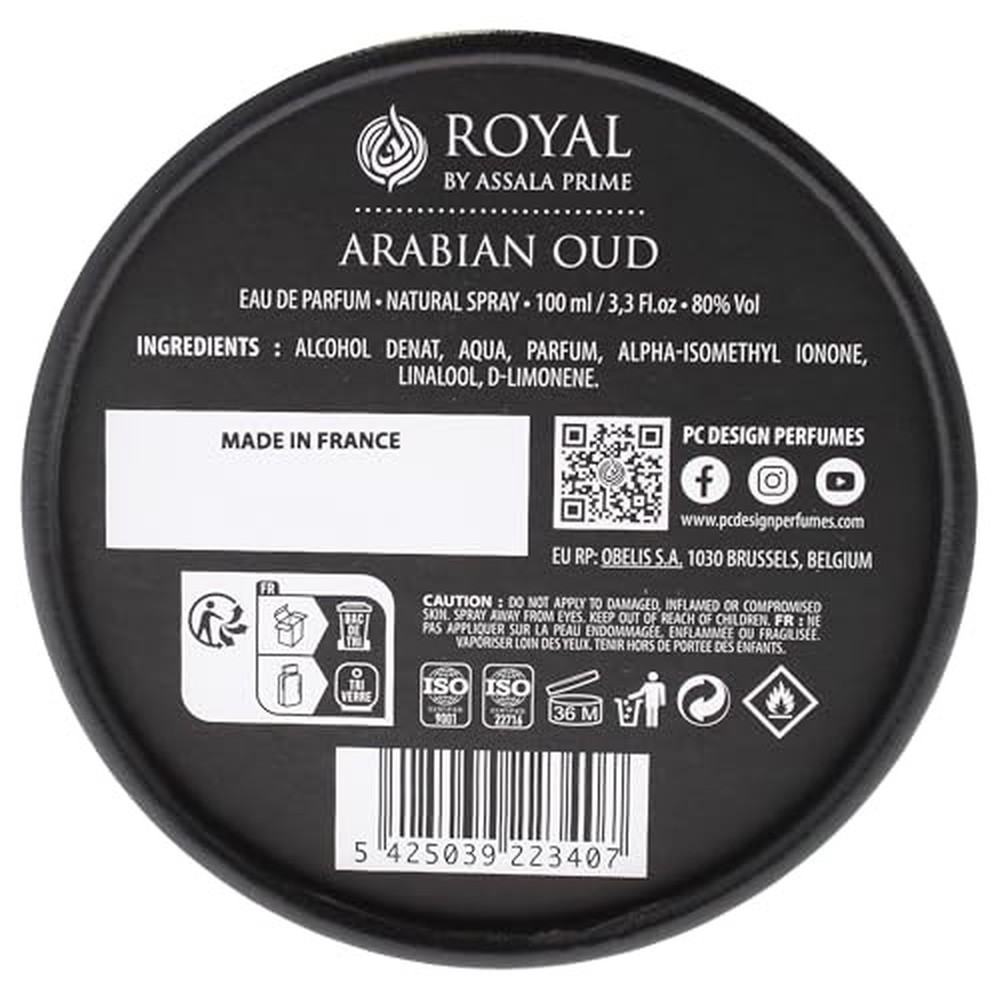 ROYAL
BY ASSALA PRIME
ARABIAN OUD
EAU DE PARFUM • NATURAL SPRAY • 100 ml / 3,3 Fl.oz • 80% Vol
INGREDIENTS : ALCOHOL DENAT, AQUA, PARFUM, ALPHA-ISOMETHYL IONONE,
LINALOOL, D-LIMONENE.
MADE IN FRANCE
PC DESIGN PERFUMES
www.pcdesignperfumes.com
EU RP: OBELIS S.A. 1030 BRUSSELS, BELGIUM
FR
BAC
DE
TRI
TRI
VERRE
CAUTION : DO NOT APPLY TO DAMAGED, INFLAMED OR COMPROMISED
SKIN. SPRAY AWAY FROM EYES. KEEP OUT OF REACH OF CHILDREN. FR : NE
PAS APPLIQUER SUR LA PEAU ENDOMMAGÉE, ENFLAMMÉE OU FRAGILISÉE.
VAPORISER LOIN DES YEUX. TENIR HORS DE PORTÉE DES ENFANTS.
ISO
CERTIFIED
9001
ISO
CERTIFIED
22716
36 M
5 425039 223407